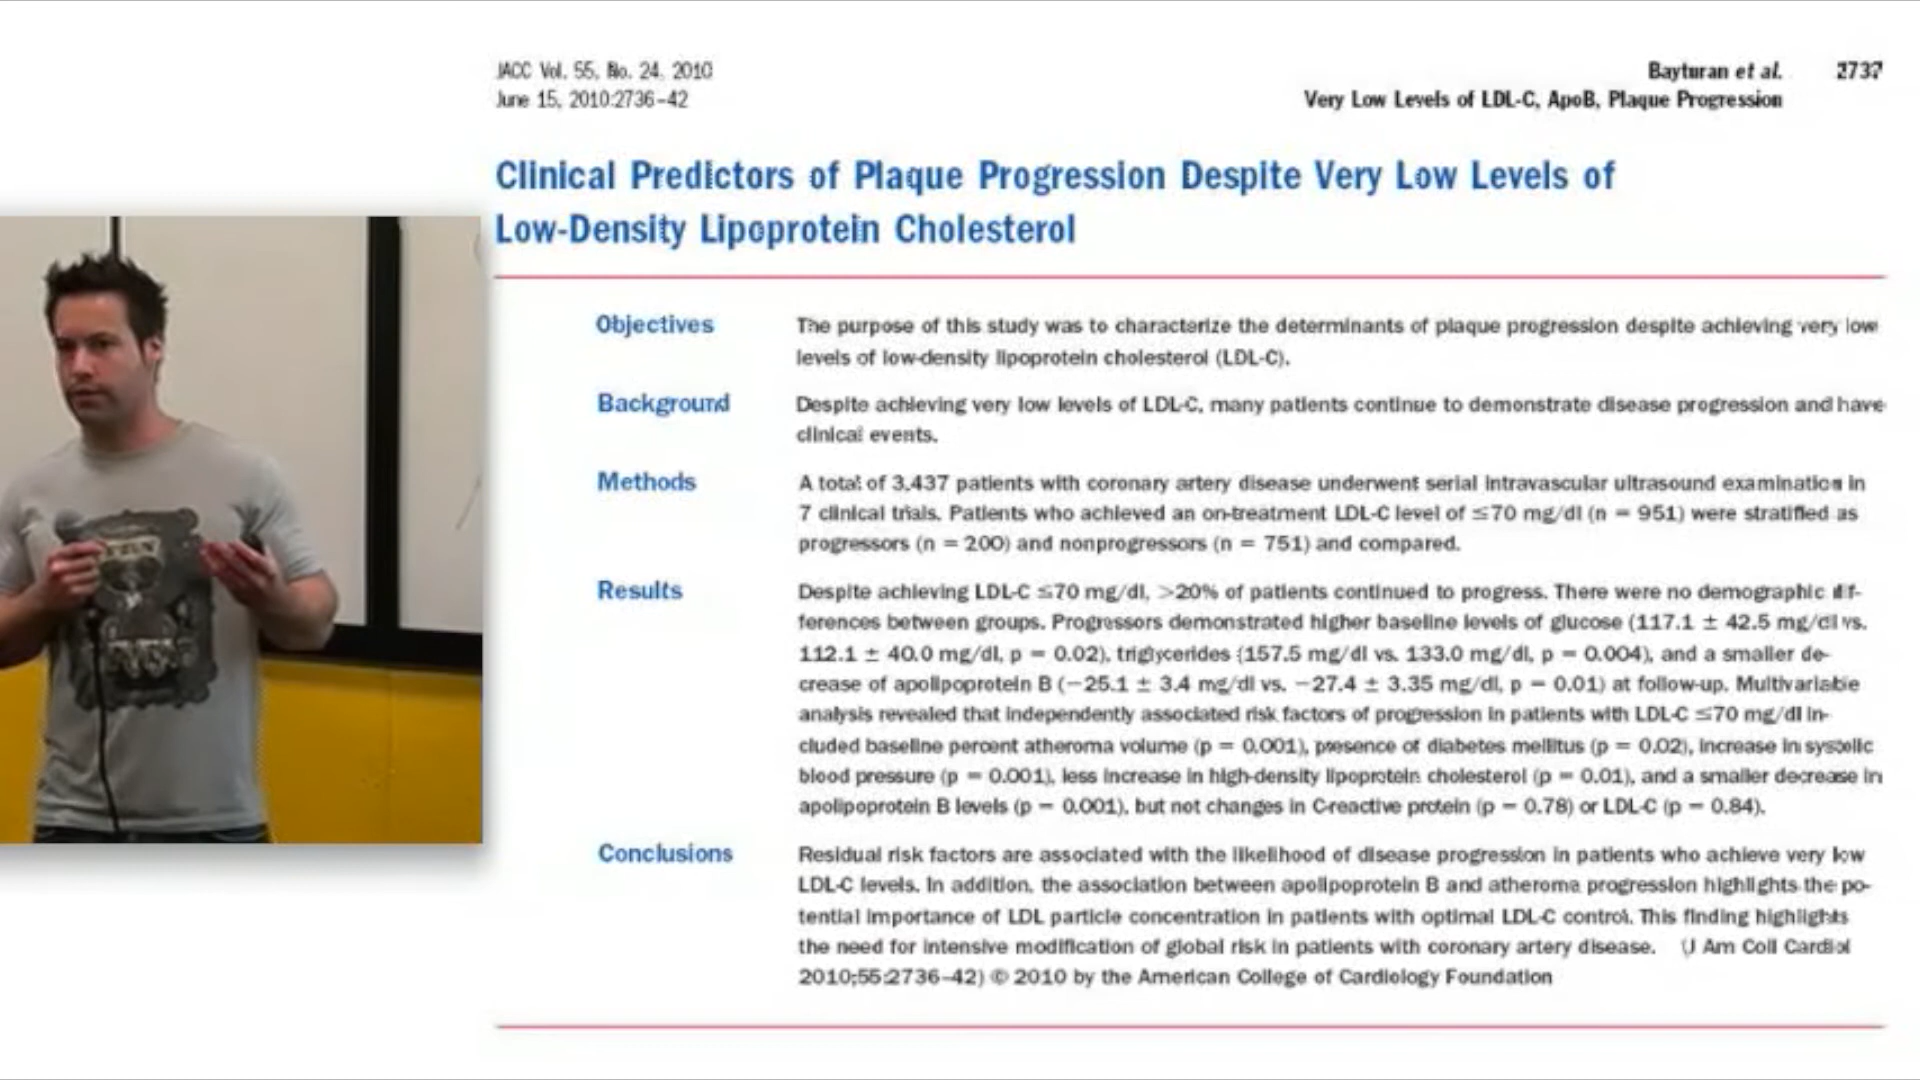 JACC Vol. 55, No. 24, 2010
June 15, 2010:2736–42
Bayturan et al. 2737
Very Low Levels of LDL-C, ApoB, Plaque Progression
Clinical Predictors of Plaque Progression Despite Very Low Levels of
Low-Density Lipoprotein Cholesterol
Objectives
The purpose of this study was to characterize the determinants of plaque progression despite achieving very low
levels of low-density lipoprotein cholesterol (LDL-C).
Background
Despite achieving very low levels of LDL-C, many patients continue to demonstrate disease progression and have
clinical events.
Methods
A total of 3,437 patients with coronary artery disease underwent serial intravascular ultrasound examination in
7 clinical trials. Patients who achieved an on-treatment LDL-C level of ≤70 mg/dl (n = 951) were stratified as
progressors (n = 200) and nonprogressors (n = 751) and compared.
Results
Despite achieving LDL-C ≤70 mg/dl, >20% of patients continued to progress. There were no demographic dif-
ferences between groups. Progressors demonstrated higher baseline levels of glucose (117.1 ± 42.5 mg/dl vs.
112.1 ± 40.0 mg/dl, p = 0.02), triglycerides (157.5 mg/dl vs. 133.0 mg/dl, p = 0.004), and a smaller de-
crease of apolipoprotein B (−25.1 ± 3.4 mg/dl vs. −27.4 ± 3.35 mg/dl, p = 0.01) at follow-up. Multivariable
analysis revealed that independently associated risk factors of progression in patients with LDL-C ≤70 mg/dl in-
cluded baseline percent atheroma volume (p = 0.001), presence of diabetes mellitus (p = 0.02), increase in systolic
blood pressure (p = 0.001), less increase in high-density lipoprotein cholesterol (p = 0.01), and a smaller decrease in
apolipoprotein B levels (p = 0.001), but not changes in C-reactive protein (p = 0.78) or LDL-C (p = 0.84).
Conclusions
Residual risk factors are associated with the likelihood of disease progression in patients who achieve very low
LDL-C levels. In addition, the association between apolipoprotein B and atheroma progression highlights the po-
tential importance of LDL particle concentration in patients with optimal LDL-C control. This finding highlights
the need for intensive modification of global risk in patients with coronary artery disease. (J Am Coll Cardiol
2010;55:2736–42) © 2010 by the American College of Cardiology Foundation